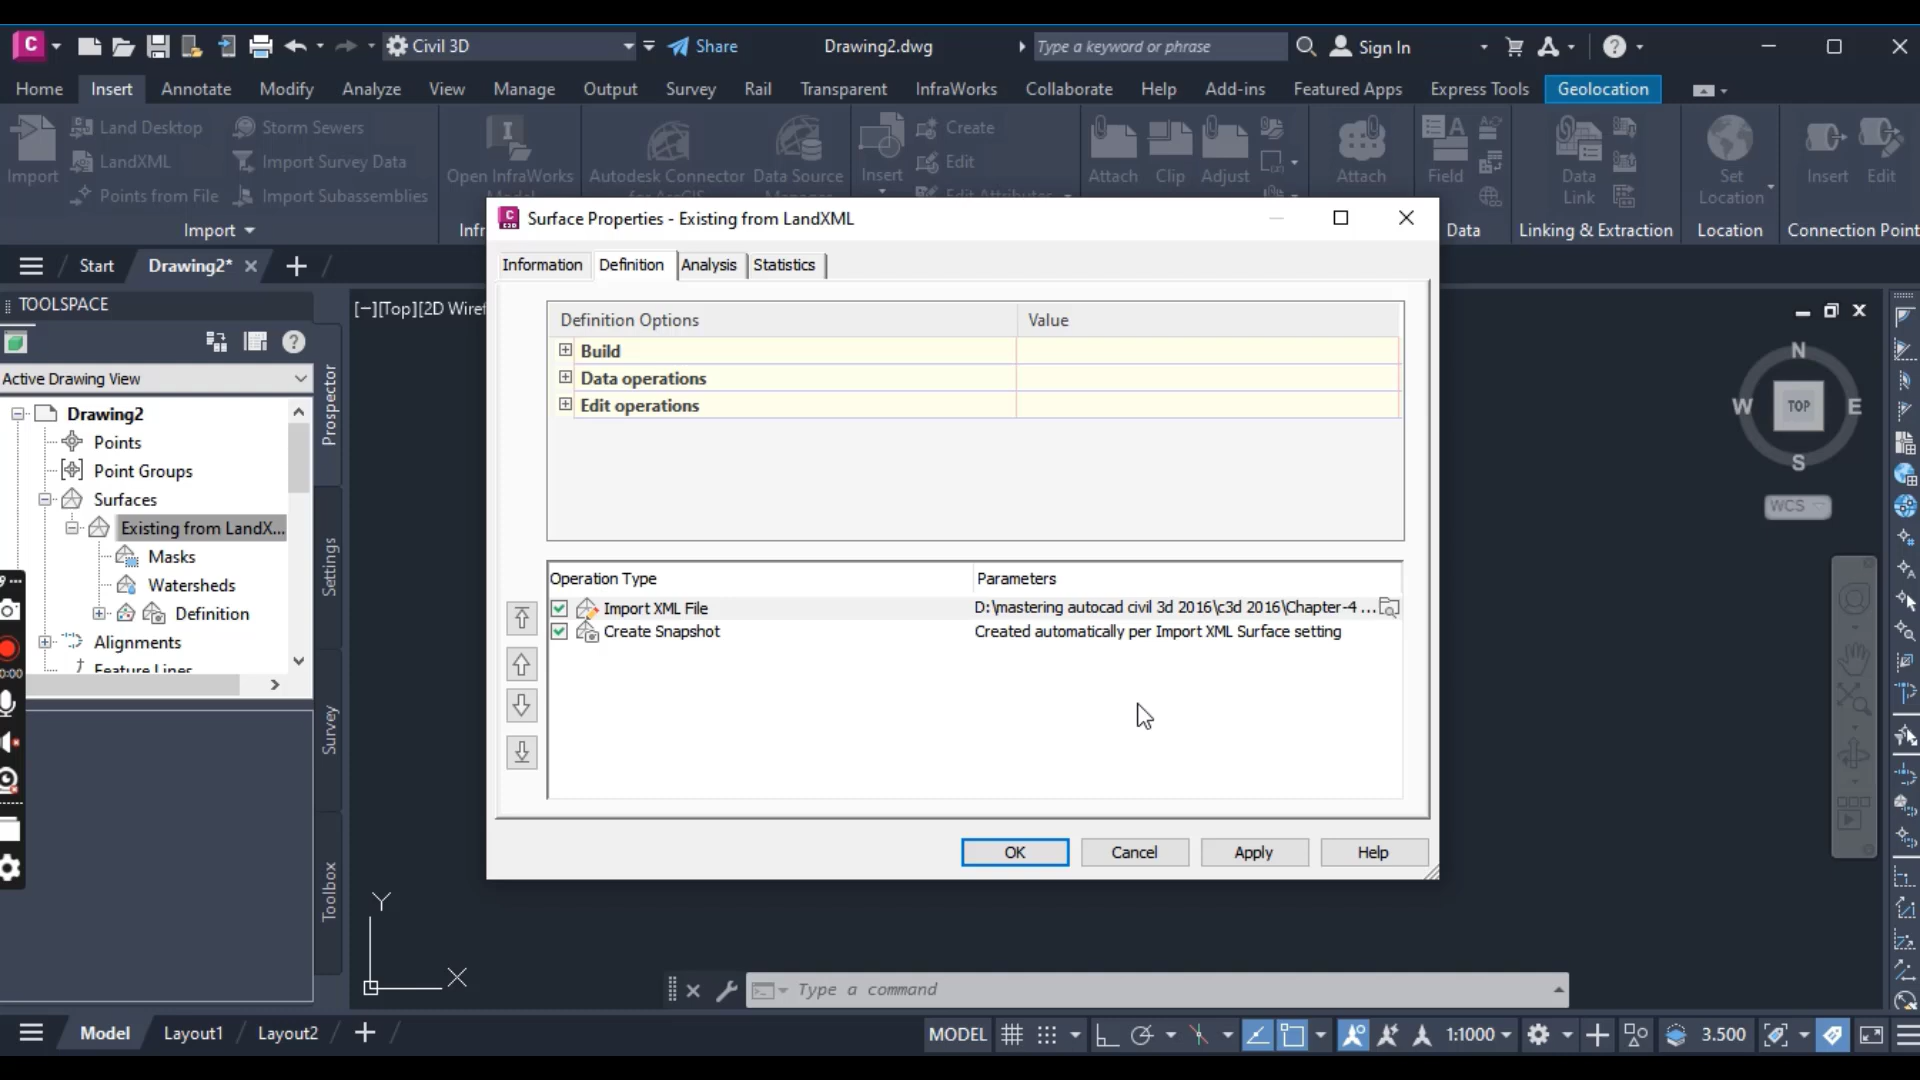 C
Civil 3D
Share
Drawing2.dwg
Type a keyword or phrase
Sign In
Home
Insert
Annotate
Modify
Analyze
View
Manage
Output
Survey
Rail
Transparent
InfraWorks
Collaborate
Help
Add-ins
Featured Apps
Express Tools
Geolocation
Import
Land Desktop
LandXML
Points from File
Storm Sewers
Import Survey Data
Import Subassemblies
Open InfraWorks
Autodesk Connector
Data Source
Insert
Create
Edit
Edit Attributes
Attach
Clip
Adjust
Attach
Field
Data
Link
Set
Location
Insert
Edit
Import
Infr
Data
Linking & Extraction
Location
Connection Point
Start
Drawing2*
TOOLSPACE
Active Drawing View
Drawing2
Points
Point Groups
Surfaces
Existing from LandX...
Masks
Watersheds
Definition
Alignments
Feature Lines
Prospector
Settings
Survey
Toolbox
[−][Top][2D Wiref
Surface Properties - Existing from LandXML
Information
Definition
Analysis
Statistics
Definition Options
Value
Build
Data operations
Edit operations
Operation Type
Parameters
Import XML File
D:\mastering autocad civil 3d 2016\c3d 2016\Chapter-4 ...
Create Snapshot
Created automatically per Import XML Surface setting
OK
Cancel
Apply
Help
N
W
TOP
E
S
WCS
Y
X
Type a command
Model
Layout1
Layout2
MODEL
1:1000
3.500